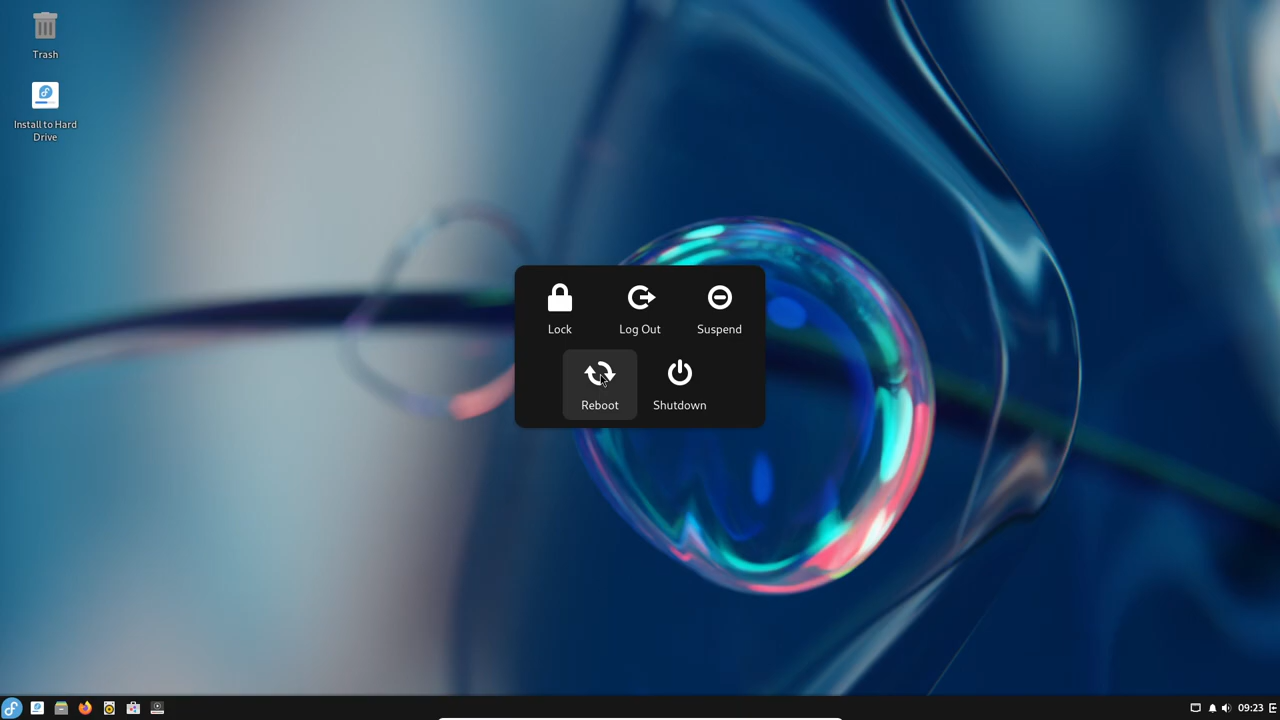 Trash
Install to Hard
Drive
Lock
Log Out
Suspend
Reboot
Shutdown
09:23